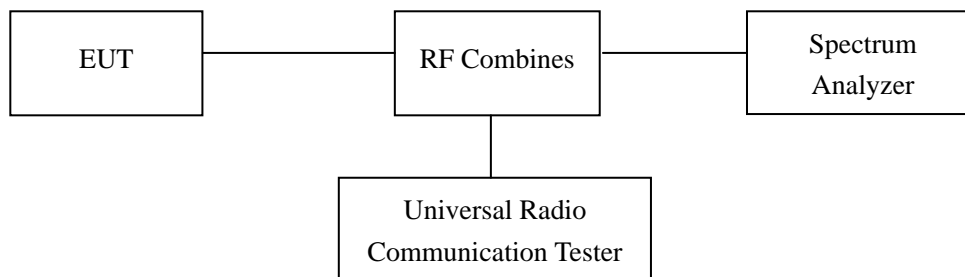 EUT
RF Combines
Spectrum
Analyzer
Universal Radio
Communication Tester